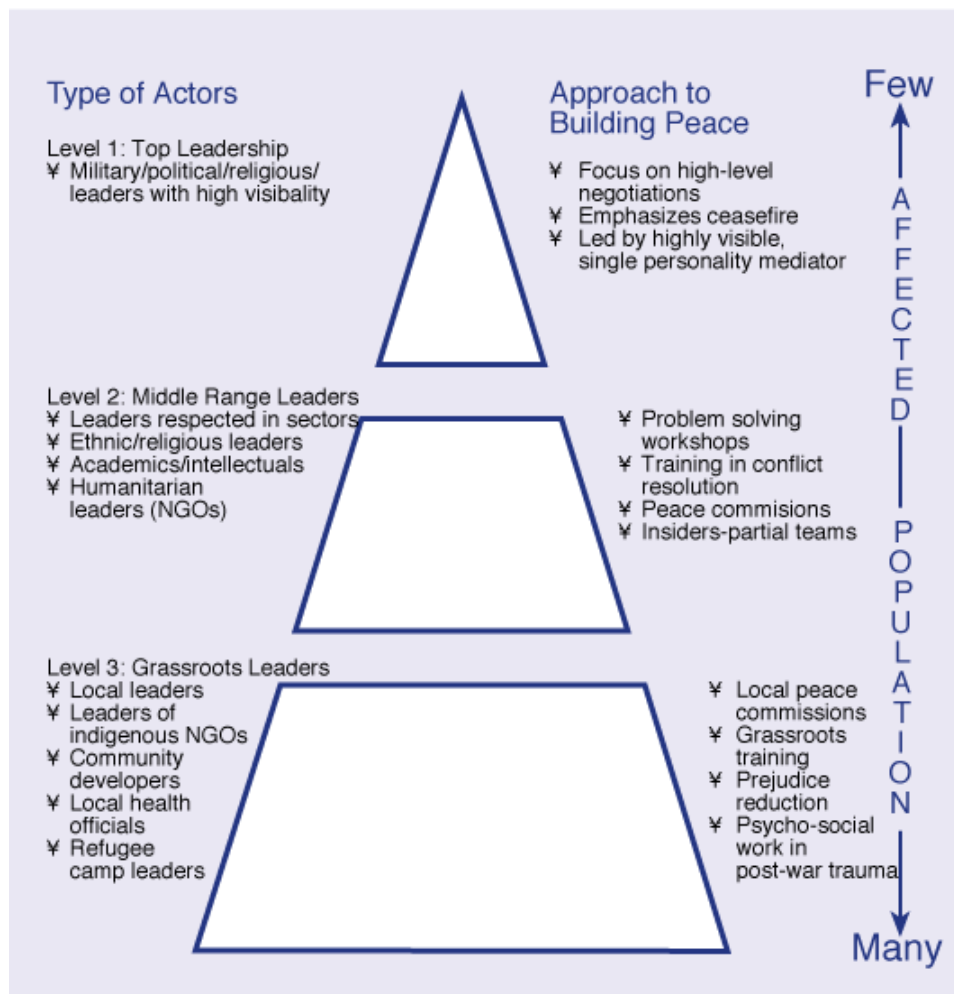 Type of Actors
Level 1: Top Leadership
¥ Military/political/religious/
leaders with high visbality
Approach to
Building Peace
¥ Focus on high-level
negotiations
¥ Emphasizes ceasefire
¥ Led by highly visible,
single personality mediator
Level 2: Middle Range Leaders
¥ Leaders respected in sectors
¥ Ethnic/religious leaders
¥ Academics/intellectuals
¥ Humanitarian
leaders (NGOs)
¥ Problem solving
workshops
¥ Training in conflict
resolution
¥ Peace commisions
¥ Insiders-partial teams
Level 3: Grassroots Leaders
¥ Local leaders
¥ Leaders of
indigenous NGOs
¥ Community
developers
¥ Local health
officials
¥ Refugee
camp leaders
¥ Local peace
commissions
¥ Grassroots
training
¥ Prejudice
reduction
¥ Psycho-social
work in
post-war trauma
Few
AFFECTED POPULATION
Many